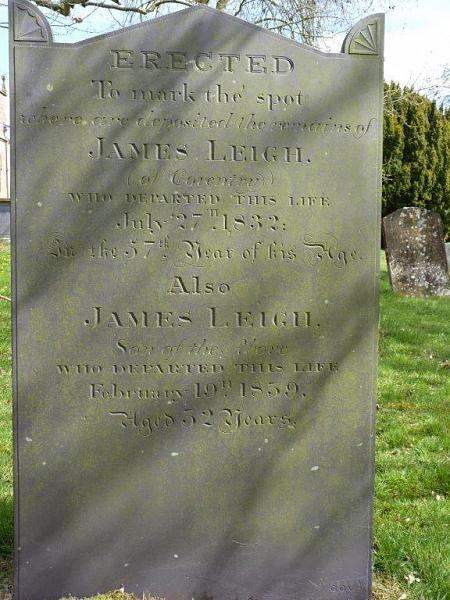 ERECTED
To mark the spot
where are deposited the remains of
JAMES LEIGH.
(of Coventry)
WHO DEPARTED THIS LIFE
July 27TH 1832:
In the 57th Year of his Age.
Also
JAMES LEIGH.
Son of the Above
WHO DEPARTED THIS LIFE
February 19TH 1859.
Aged 52 Years.